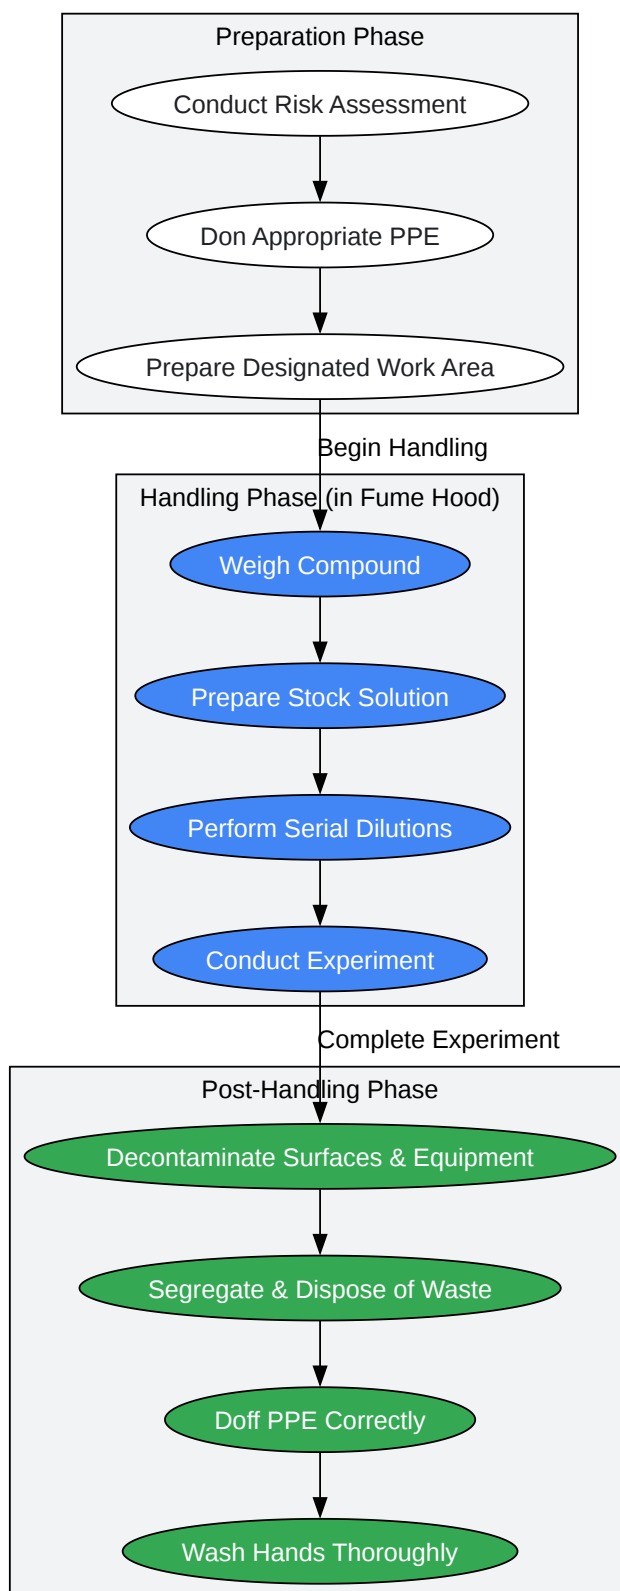 Preparation Phase
Conduct Risk Assessment
Don Appropriate PPE
Prepare Designated Work Area
Begin Handling
Handling Phase (in Fume Hood)
Weigh Compound
Prepare Stock Solution
Perform Serial Dilutions
Conduct Experiment
Complete Experiment
Post-Handling Phase
Decontaminate Surfaces & Equipment
Segregate & Dispose of Waste
Doff PPE Correctly
Wash Hands Thoroughly